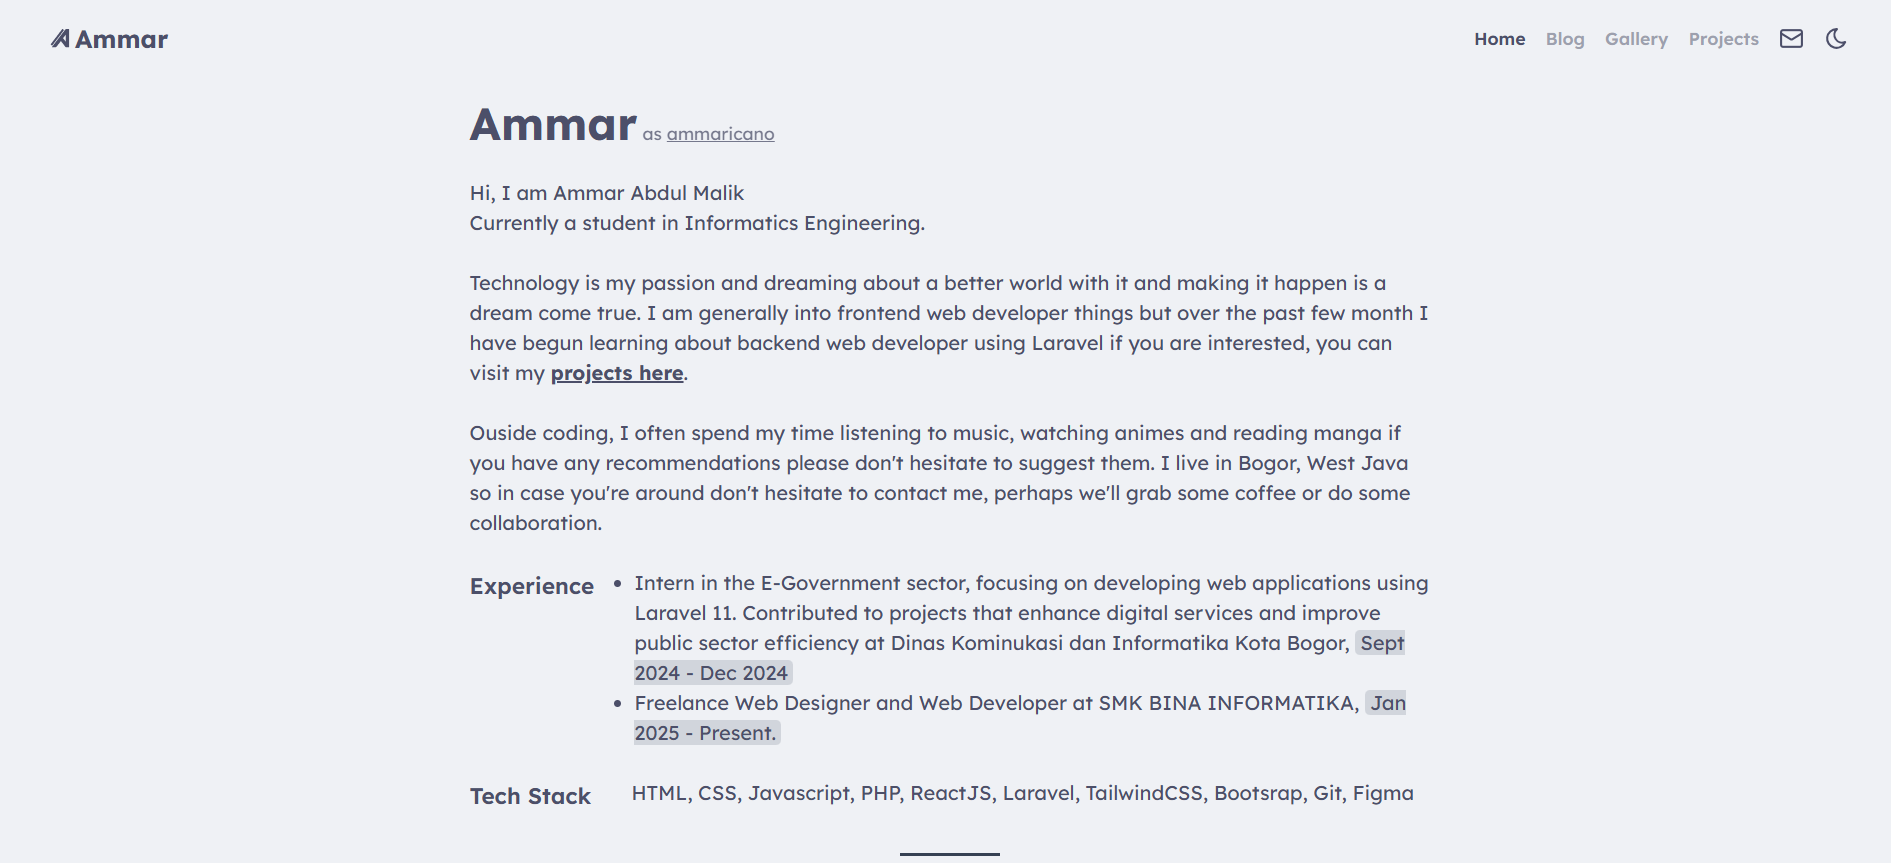 Ammar
Home Blog Gallery Projects
Ammar as ammaricano
Hi, I am Ammar Abdul Malik
Currently a student in Informatics Engineering.
Technology is my passion and dreaming about a better world with it and making it happen is a
dream come true. I am generally into frontend web developer things but over the past few month I
have begun learning about backend web developer using Laravel if you are interested, you can
visit my projects here.
Ouside coding, I often spend my time listening to music, watching animes and reading manga if
you have any recommendations please don't hesitate to suggest them. I live in Bogor, West Java
so in case you're around don't hesitate to contact me, perhaps we'll grab some coffee or do some
collaboration.
Experience
• Intern in the E-Government sector, focusing on developing web applications using
Laravel 11. Contributed to projects that enhance digital services and improve
public sector efficiency at Dinas Kominukasi dan Informatika Kota Bogor, Sept
2024 - Dec 2024
• Freelance Web Designer and Web Developer at SMK BINA INFORMATIKA, Jan
2025 - Present.
Tech Stack HTML, CSS, Javascript, PHP, ReactJS, Laravel, TailwindCSS, Bootsrap, Git, Figma